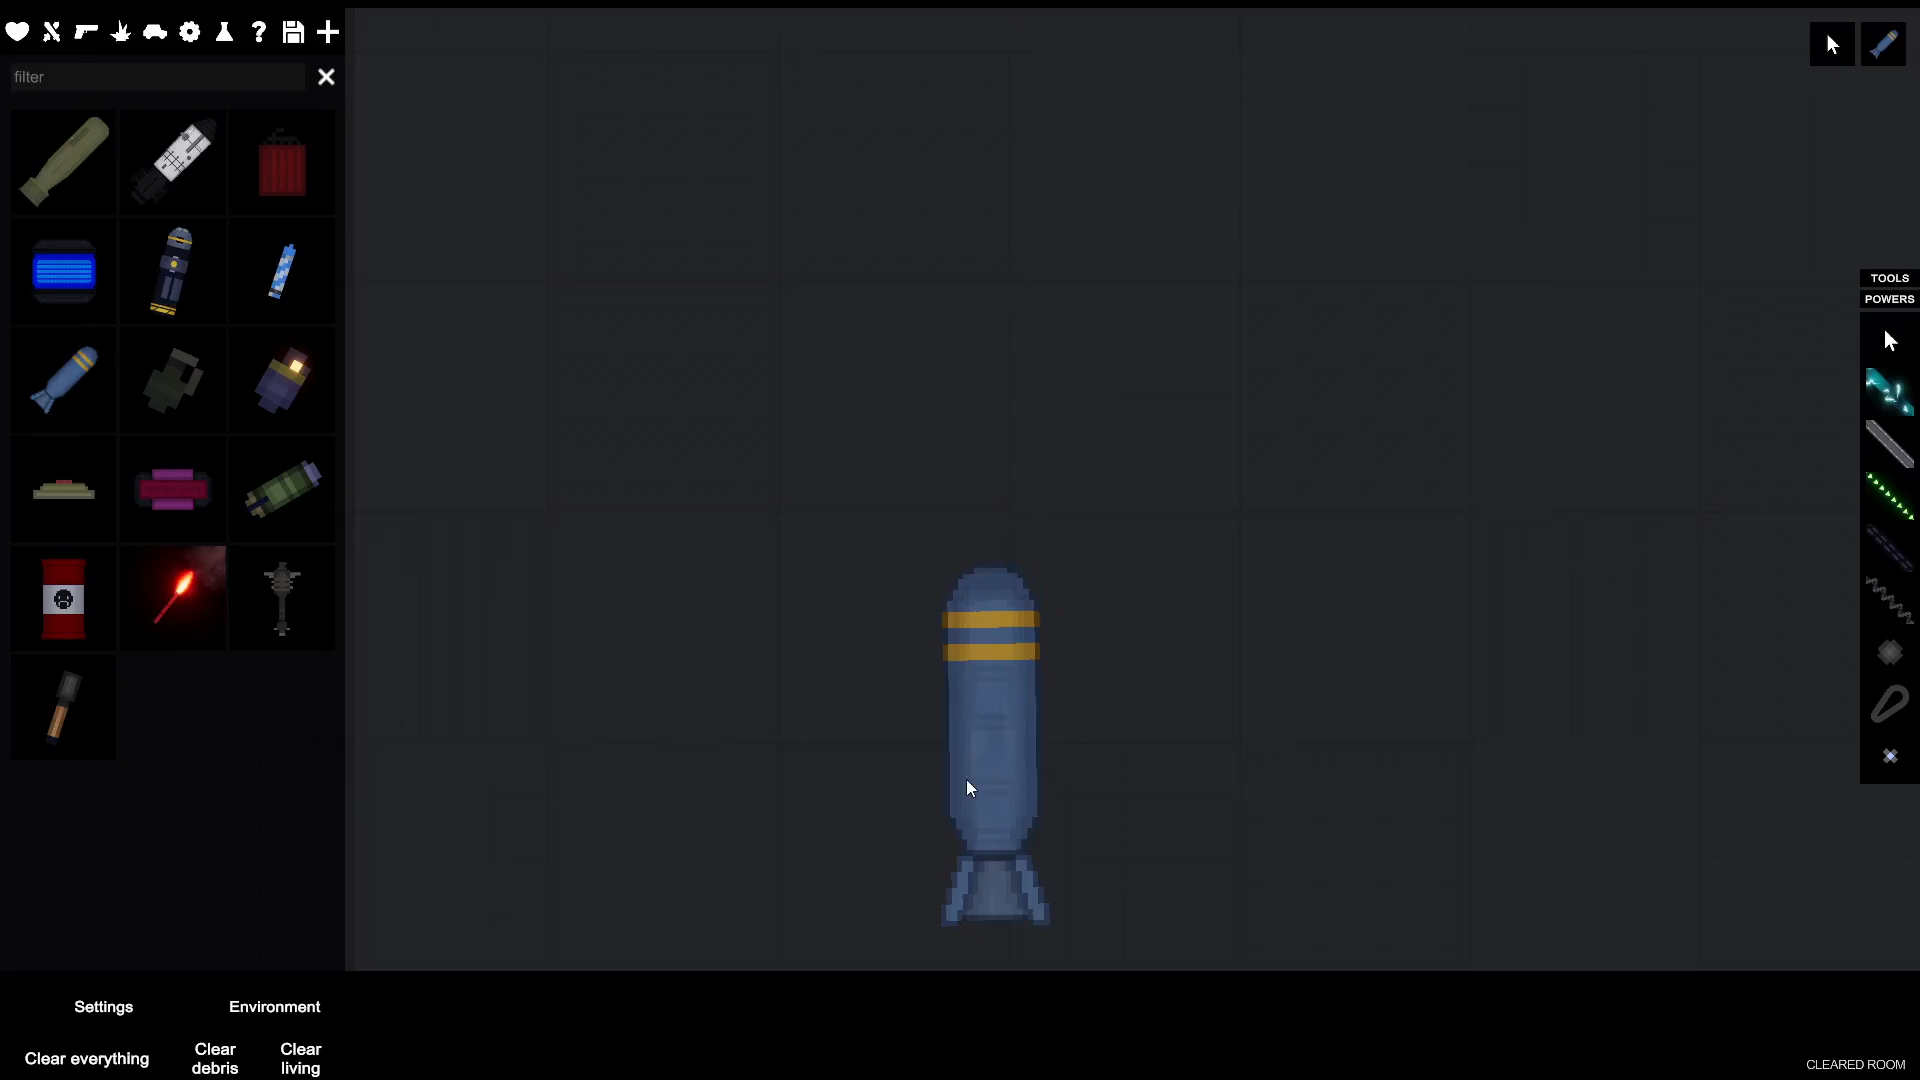 filter
TOOLS
POWERS
Settings
Environment
Clear everything
Clear
debris
Clear
living
CLEARED ROOM